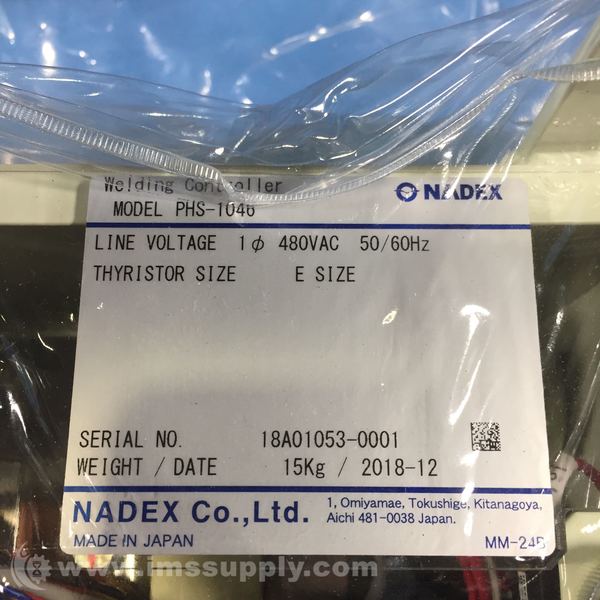 Welding Controller
NADEX
MODEL PHS-1046
LINE VOLTAGE 1φ 480VAC 50/60Hz
THYRISTOR SIZE E SIZE
SERIAL NO. 18A01053-0001
WEIGHT / DATE 15Kg / 2018-12
NADEX Co.,Ltd.
1, Omiyamae, Tokushige, Kitanagoya,
Aichi 481-0038 Japan.
MADE IN JAPAN
MM-24B
www.imssupply.com